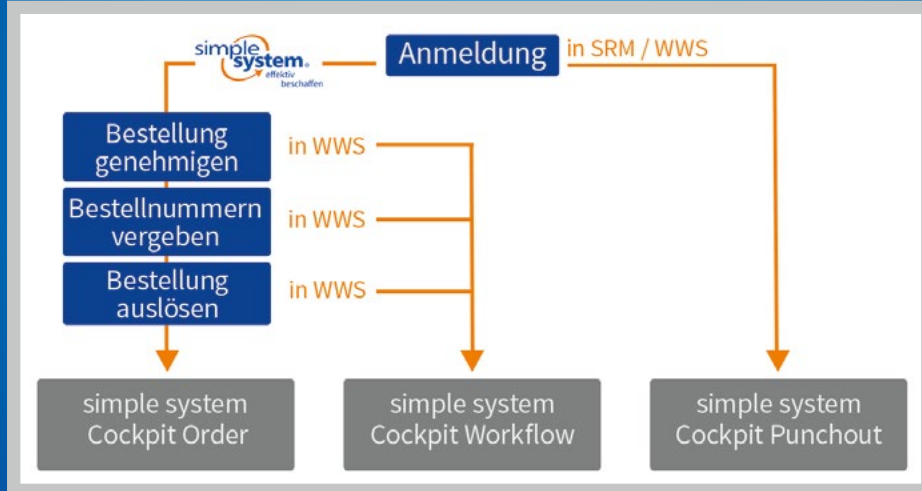 simple
system®
effektiv
beschaffen
Anmeldung
in SRM / WWS
Bestellung
genehmigen
in WWS
Bestellnummern
vergeben
in WWS
Bestellung
auslösen
in WWS
simple system
Cockpit Order
simple system
Cockpit Workflow
simple system
Cockpit Punchout